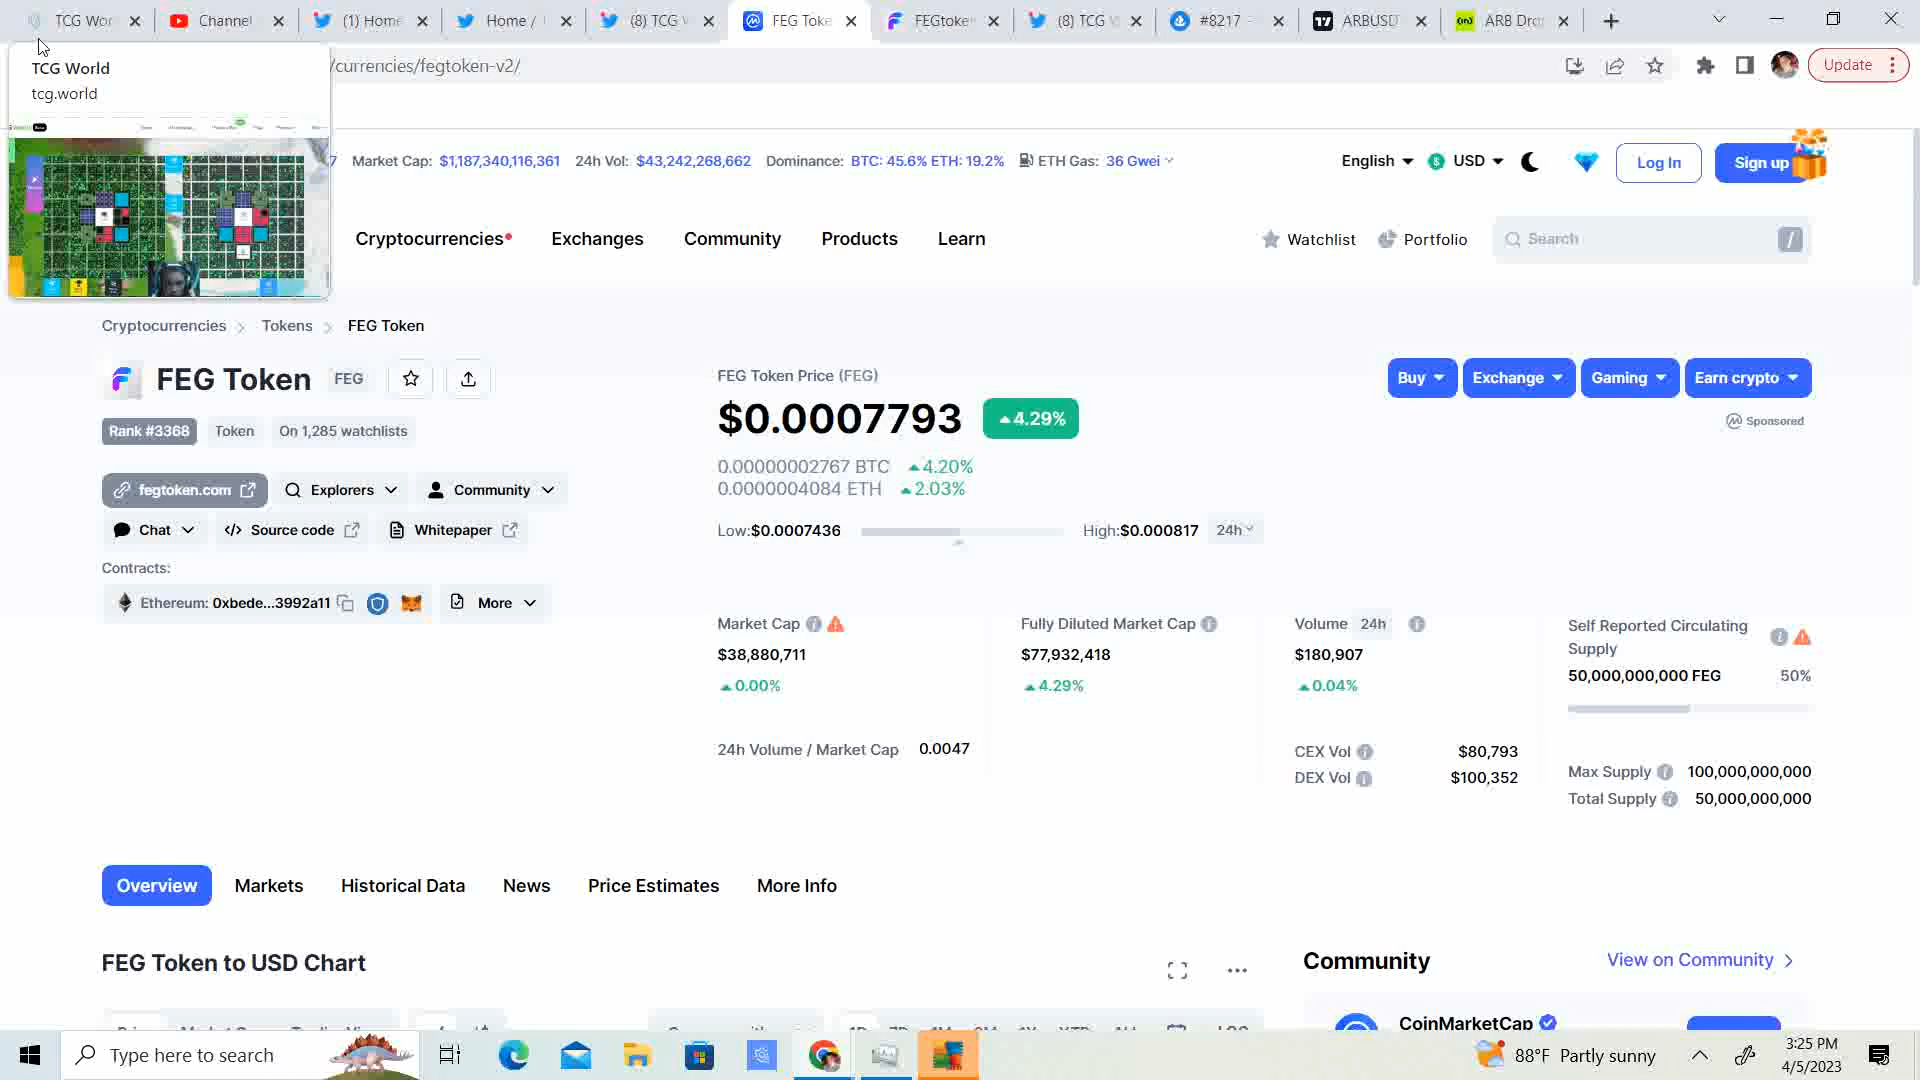 TCG Wor
Channel
(1) Home
Home /
(8) TCG
FEG Toke
FEGtoken
(8) TCG
#8217 -
ARBUSD
ARB Dro
TCG World
tcg.world
/currencies/fegtoken-v2/
Update
7 Market Cap: $1,187,340,116,361 24h Vol: $43,242,268,662 Dominance: BTC: 45.6% ETH: 19.2% ETH Gas: 36 Gwei
English USD Log In Sign up
Cryptocurrencies Exchanges Community Products Learn
Watchlist Portfolio Search /
Cryptocurrencies Tokens FEG Token
FEG Token FEG
Rank #3368 Token On 1,285 watchlists
fegtoken.com Explorers Community
Chat Source code Whitepaper
Contracts:
Ethereum: 0xbede...3992a11 More
FEG Token Price (FEG)
$0.0007793 4.29%
0.00000002767 BTC 4.20%
0.0000004084 ETH 2.03%
Low:$0.0007436 High:$0.000817 24h
Buy Exchange Gaming Earn crypto
Sponsored
Market Cap
$38,880,711
0.00%
24h Volume / Market Cap 0.0047
Fully Diluted Market Cap
$77,932,418
4.29%
Volume 24h
$180,907
0.04%
CEX Vol $80,793
DEX Vol $100,352
Self Reported Circulating
Supply
50,000,000,000 FEG 50%
Max Supply 100,000,000,000
Total Supply 50,000,000,000
Overview Markets Historical Data News Price Estimates More Info
FEG Token to USD Chart
Community View on Community
CoinMarketCap
Type here to search
88°F Partly sunny
3:25 PM
4/5/2023